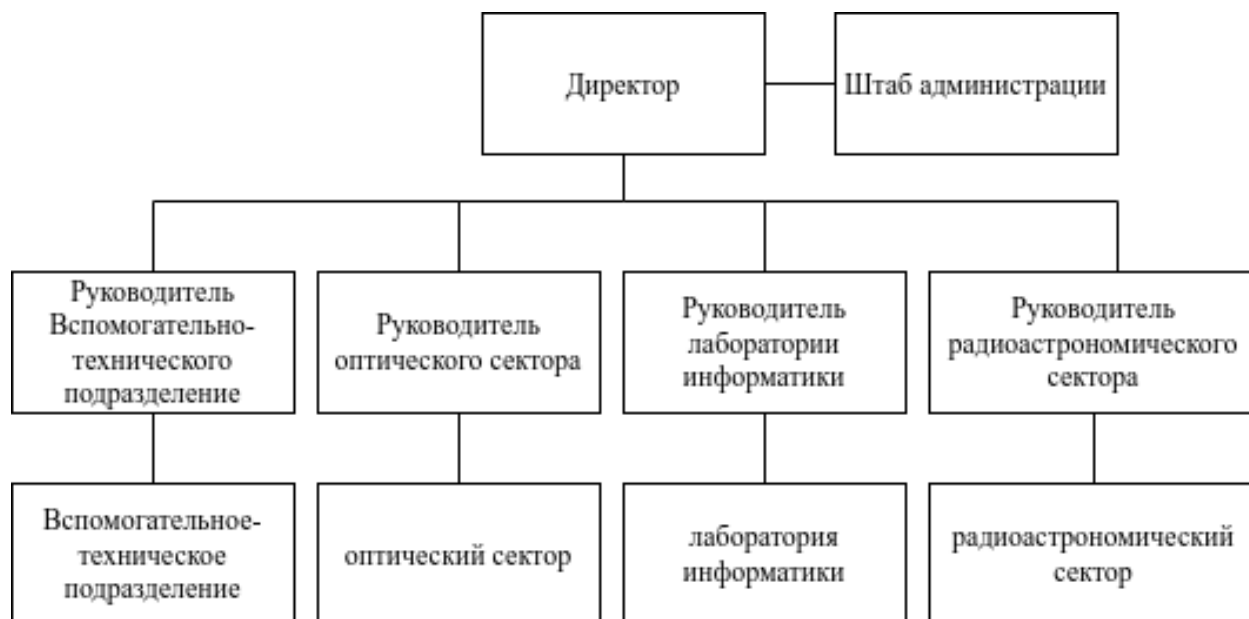 Директор
Штаб администрации
Руководитель
Вспомогательно-
технического
подразделение
Руководитель
оптического сектора
Руководитель
лаборатории
информатики
Руководитель
радиоастрономического
сектора
Вспомогательное-
техническое
подразделение
оптический сектор
лаборатория
информатики
радиоастрономический
сектор